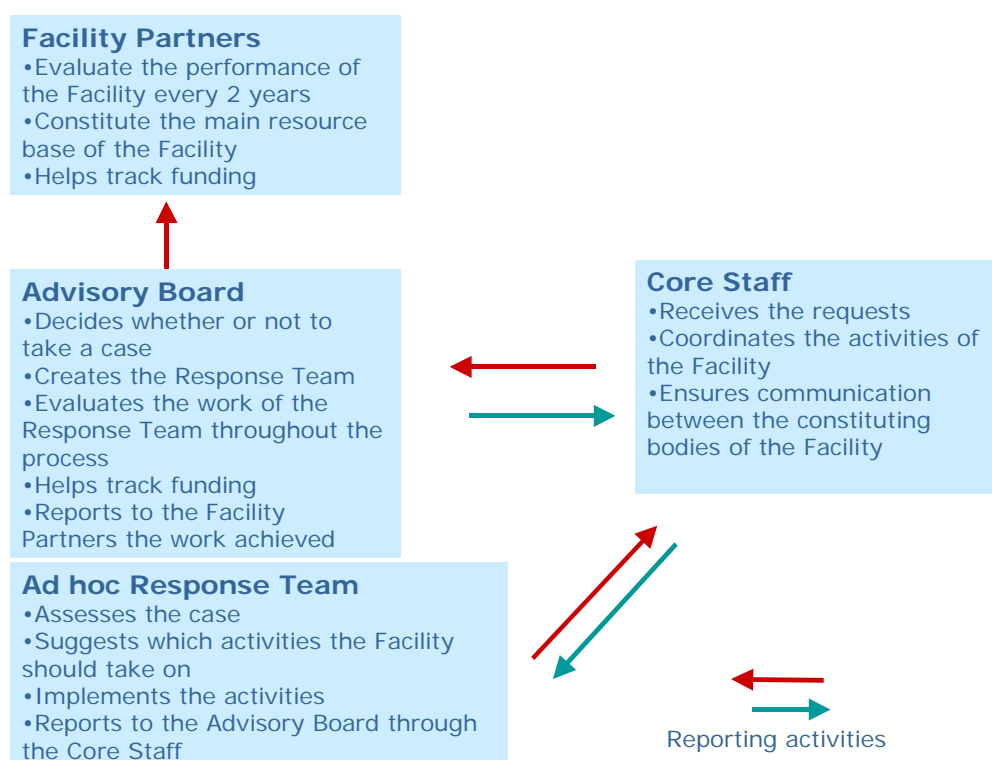 Facility Partners
•Evaluate the performance of
the Facility every 2 years
•Constitute the main resource
base of the Facility
•Helps track funding
Advisory Board
•Decides whether or not to
take a case
•Creates the Response Team
•Evaluates the work of the
Response Team throughout the
process
•Helps track funding
•Reports to the Facility
Partners the work achieved
Core Staff
•Receives the requests
•Coordinates the activities of
the Facility
•Ensures communication
between the constituting
bodies of the Facility
Ad hoc Response Team
•Assesses the case
•Suggests which activities the Facility
should take on
•Implements the activities
•Reports to the Advisory Board through
the Core Staff
Reporting activities